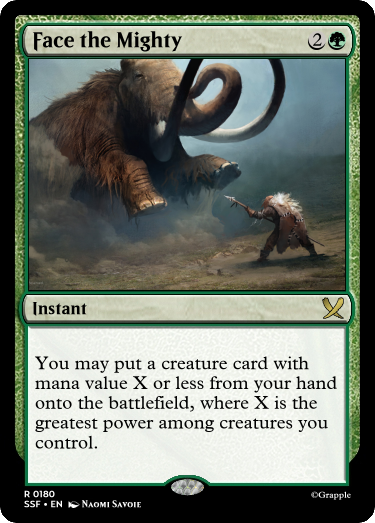 Face the Mighty 2
Instant
You may put a creature card with
mana value X or less from your hand
onto the battlefield, where X is the
greatest power among creatures you
control.
R 0180
SSF • EN Naomi Savoie
©Grapple